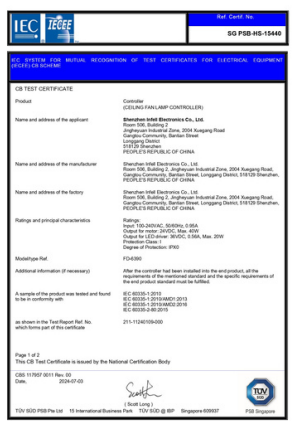 IEC IECEE
Ref. Certif. No.
SG PSB-HS-15440
IEC SYSTEM FOR MUTUAL RECOGNITION OF TEST CERTIFICATES FOR ELECTRICAL EQUIPMENT
(IECEE) CB SCHEME
CB TEST CERTIFICATE
Product
Controller
(CEILING FAN LAMP CONTROLLER)
Name and address of the applicant
Shenzhen Infell Electronics Co., Ltd.
Room 506, Building 2
Jingheyuan Industrial Zone, 2004 Xuegang Road
Gangtou Community, Bantian Street
Longgang District
518129 Shenzhen
PEOPLE'S REPUBLIC OF CHINA
Name and address of the manufacturer
Shenzhen Infell Electronics Co., Ltd.
Room 506, Building 2, Jingheyuan Industrial Zone, 2004 Xuegang Road,
Gangtou Community, Bantian Street, Longgang District, 518129 Shenzhen,
PEOPLE'S REPUBLIC OF CHINA
Name and address of the factory
Shenzhen Infell Electronics Co., Ltd.
Room 506, Building 2, Jingheyuan Industrial Zone, 2004 Xuegang Road,
Gangtou Community, Bantian Street, Longgang District, 518129 Shenzhen,
PEOPLE'S REPUBLIC OF CHINA
Ratings and principal characteristics
Ratings:
Input: 100-240VAC, 50/60Hz, 0.95A
Output for motor: 24VDC, Max. 40W
Output for LED driver: 36VDC, 0.56A, Max. 20W
Protection Class: I
Degree of Protection: IPX0
Model/type Ref.
FD-6390
Additional information (if necessary)
After the controller had been installed into the end product, all the
requirements of the mentioned standard and the specific requirements of
the end product standard must be fulfilled.
A sample of the product was tested and found
to be in conformity with
IEC 60335-1:2010
IEC 60335-1:2010/AMD1:2013
IEC 60335-1:2010/AMD2:2016
IEC 60335-2-80:2015
as shown in the Test Report Ref. No.
which forms part of this certificate
211-11240109-000
Page 1 of 2
This CB Test Certificate is issued by the National Certification Body
CBS 117957 0011 Rev. 00
Date, 2024-07-03
( Scott Long )
TÜV SÜD PSB Pte Ltd 15 International Business Park TÜV SÜD @ IBP Singapore 609937
TÜV
SÜD
PSB Singapore